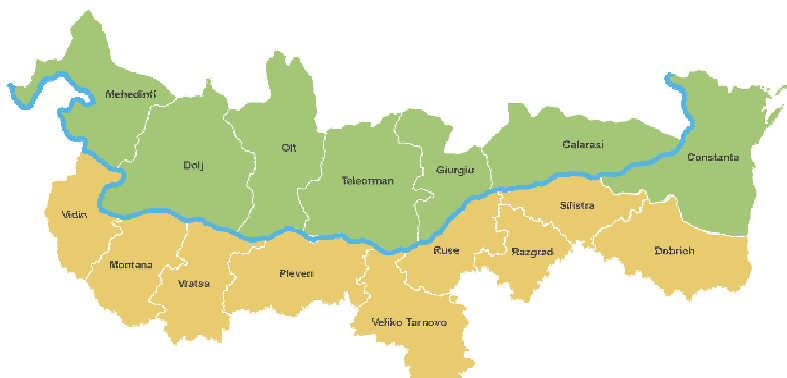 Mehedinti
Calarasi
Olt
Constanta
Dolj
Giurgiu
Teleorman
Silistra
Vidin
Ruse
Razgrad
Dobrich
Montana
Pleven
Vratsa
Veliko Tarnovo